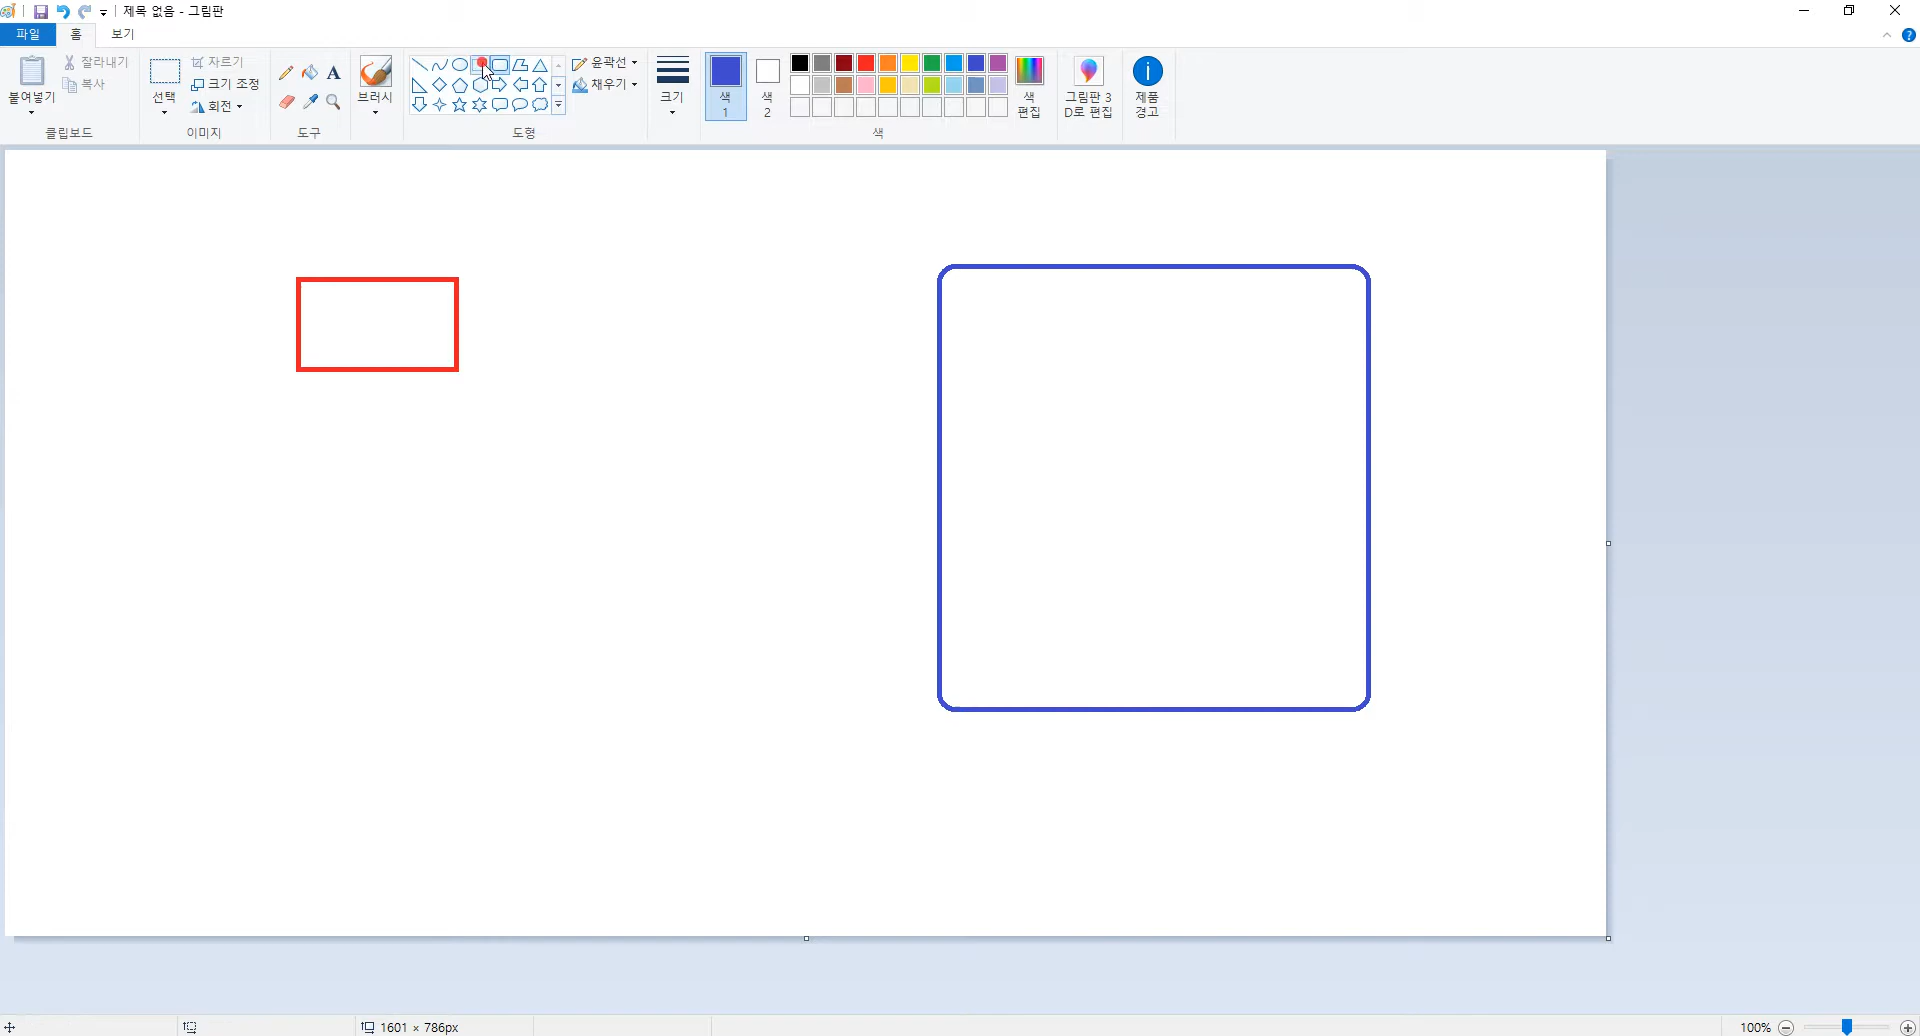 제목 없음 - 그림판
파일 홈 보기
붙여넣기
잘라내기
복사
클립보드
선택
자르기
크기 조정
회전
이미지
A
도구
브러시
도형
윤곽선
채우기
크기
색
1
색
2
색
편집
색
그림판 3
D로 편집
제품
경고
1601 × 786px
100%